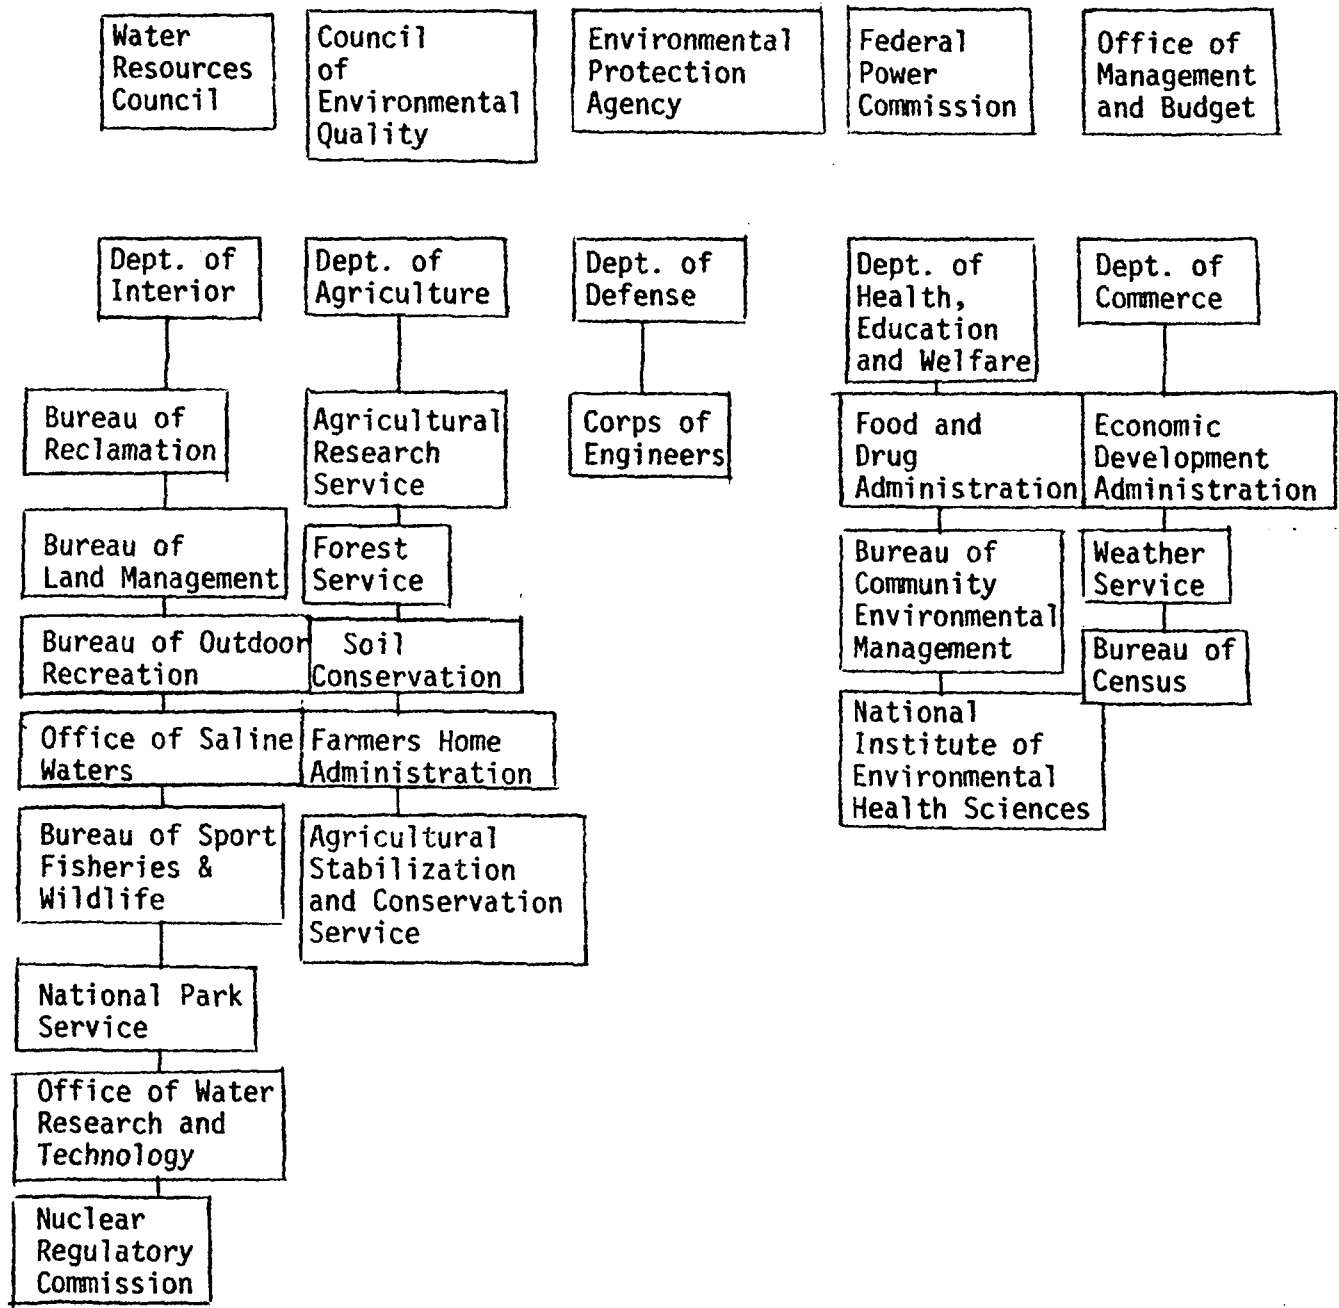 Water
Resources
Council
Council
of
Environmental
Quality
Environmental
Protection
Agency
Federal
Power
Commission
Office of
Management
and Budget
Dept. of
Interior
Bureau of
Reclamation
Bureau of
Land Management
Bureau of Outdoor
Recreation
Office of Saline
Waters
Bureau of Sport
Fisheries &
Wildlife
National Park
Service
Office of Water
Research and
Technology
Nuclear
Regulatory
Commission
Dept. of
Agriculture
Agricultural
Research
Service
Forest
Service
Soil
Conservation
Farmers Home
Administration
Agricultural
Stabilization
and Conservation
Service
Dept. of
Defense
Corps of
Engineers
Dept. of
Health,
Education
and Welfare
Food and
Drug
Administration
Bureau of
Community
Environmental
Management
National
Institute of
Environmental
Health Sciences
Dept. of
Commerce
Economic
Development
Administration
Weather
Service
Bureau of
Census